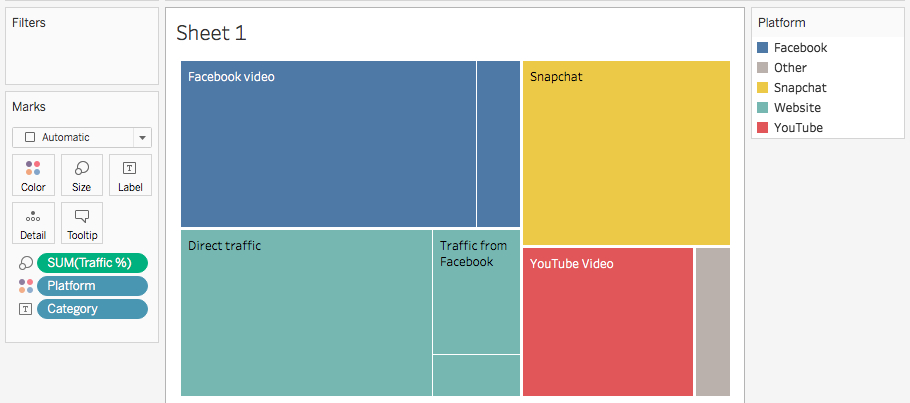 Filters
Marks
Automatic
Color
Size
Label
Detail
Tooltip
SUM(Traffic %)
Platform
Category
Sheet 1
Facebook video
Snapchat
Direct traffic
Traffic from
Facebook
YouTube Video
Platform
Facebook
Other
Snapchat
Website
YouTube